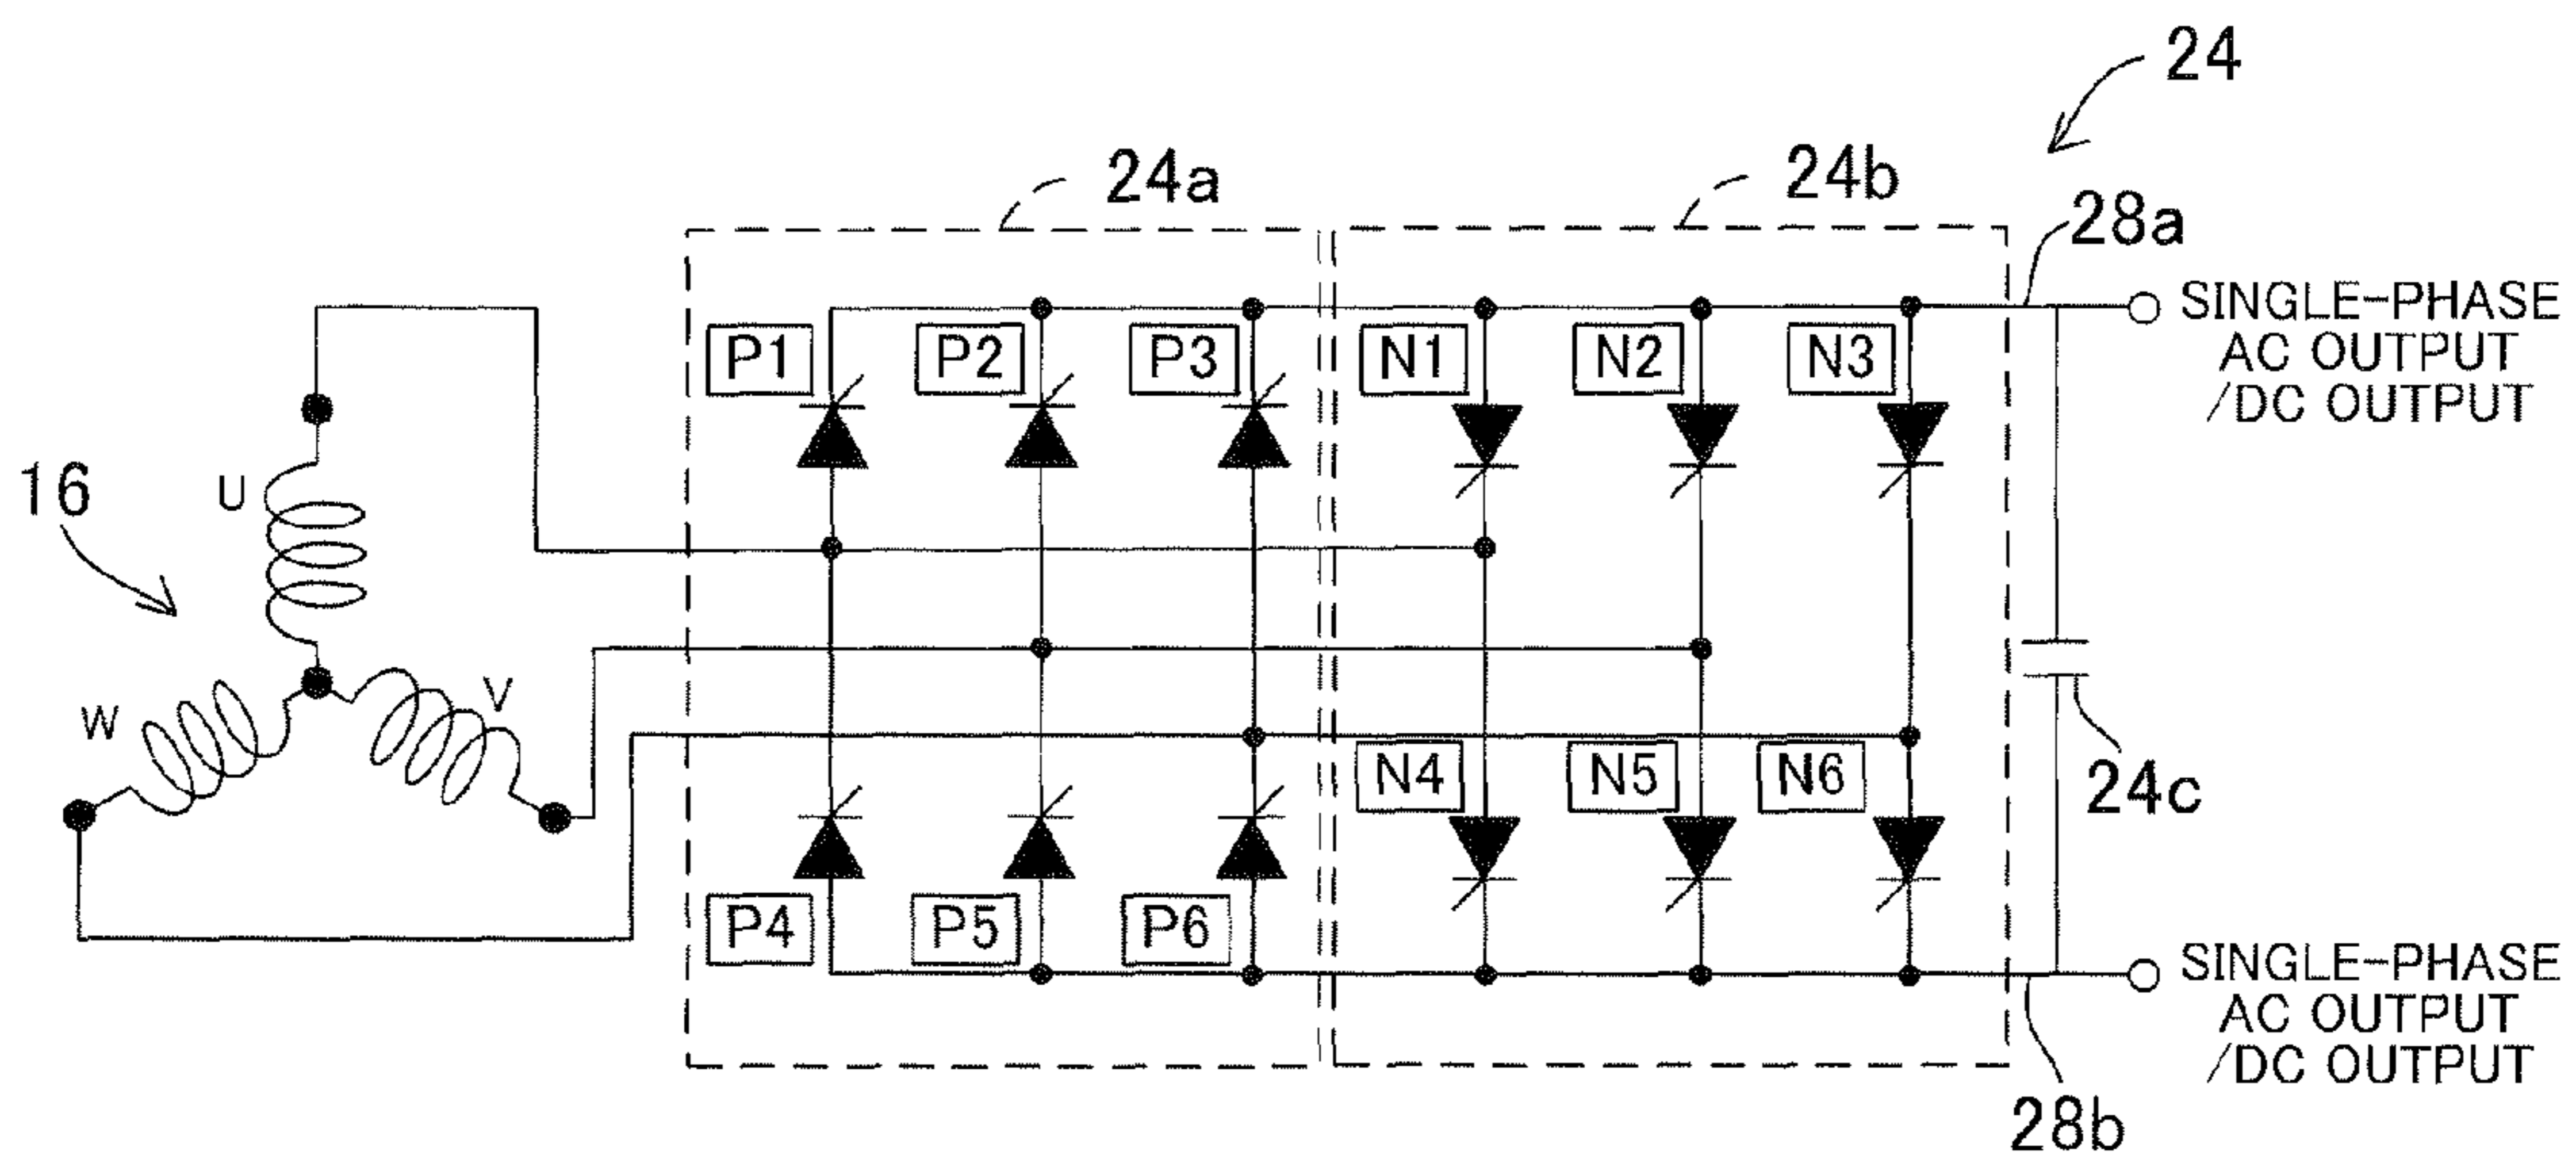 24
24a
24b
28a
SINGLE-PHASE
AC OUTPUT
/DC OUTPUT
P1
P2
P3
N1
N2
N3
16
U
V
W
N4
N5
N6
24c
P4
P5
P6
SINGLE-PHASE
AC OUTPUT
/DC OUTPUT
28b